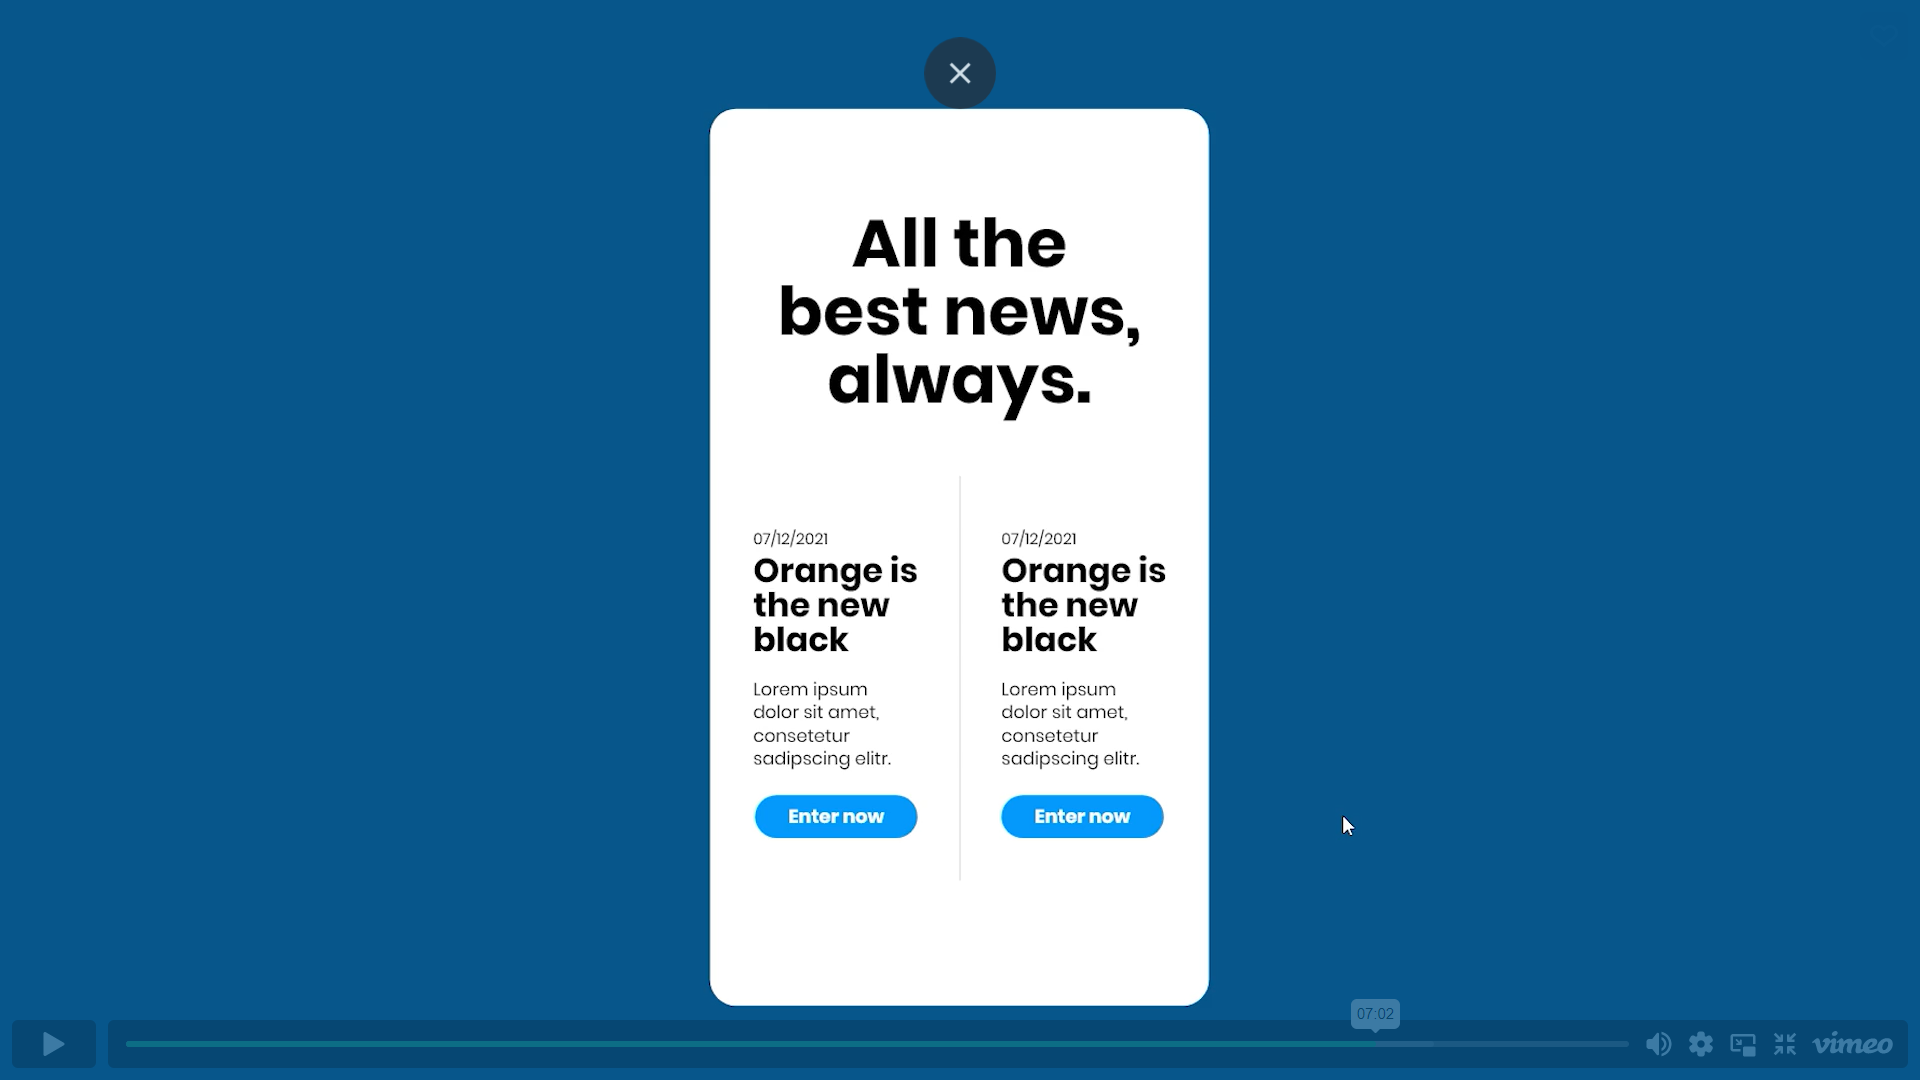 All the
best news,
always.
07/12/2021
Orange is
the new
black
Lorem ipsum
dolor sit amet,
consetetur
sadipscing elitr.
Enter now
07/12/2021
Orange is
the new
black
Lorem ipsum
dolor sit amet,
consetetur
sadipscing elitr.
Enter now
07:02
vimeo